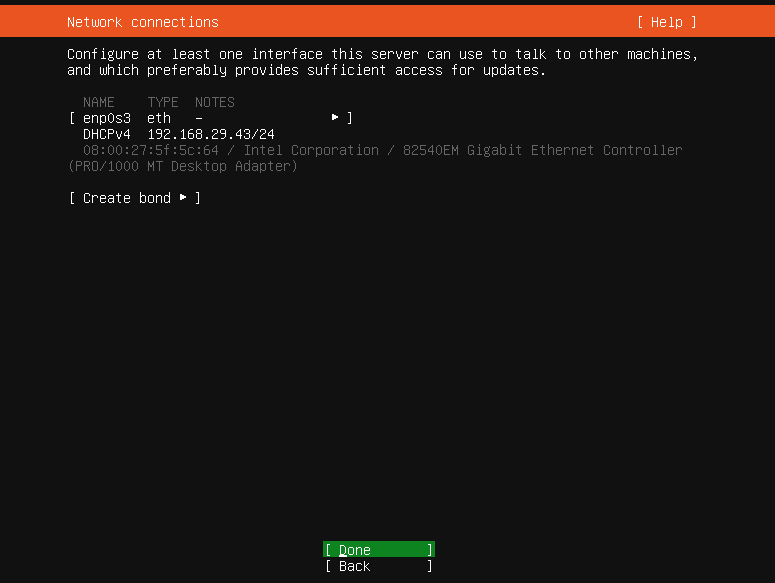 Network connections [ Help ]
Configure at least one interface this server can use to talk to other machines,
and which preferably provides sufficient access for updates.
NAME TYPE NOTES
[ enp0s3 eth – ▸ ]
DHCPv4 192.168.29.43/24
08:00:27:5f:5c:64 / Intel Corporation / 82540EM Gigabit Ethernet Controller
(PRO/1000 MT Desktop Adapter)
[ Create bond ▸ ]
[ Done ]
[ Back ]